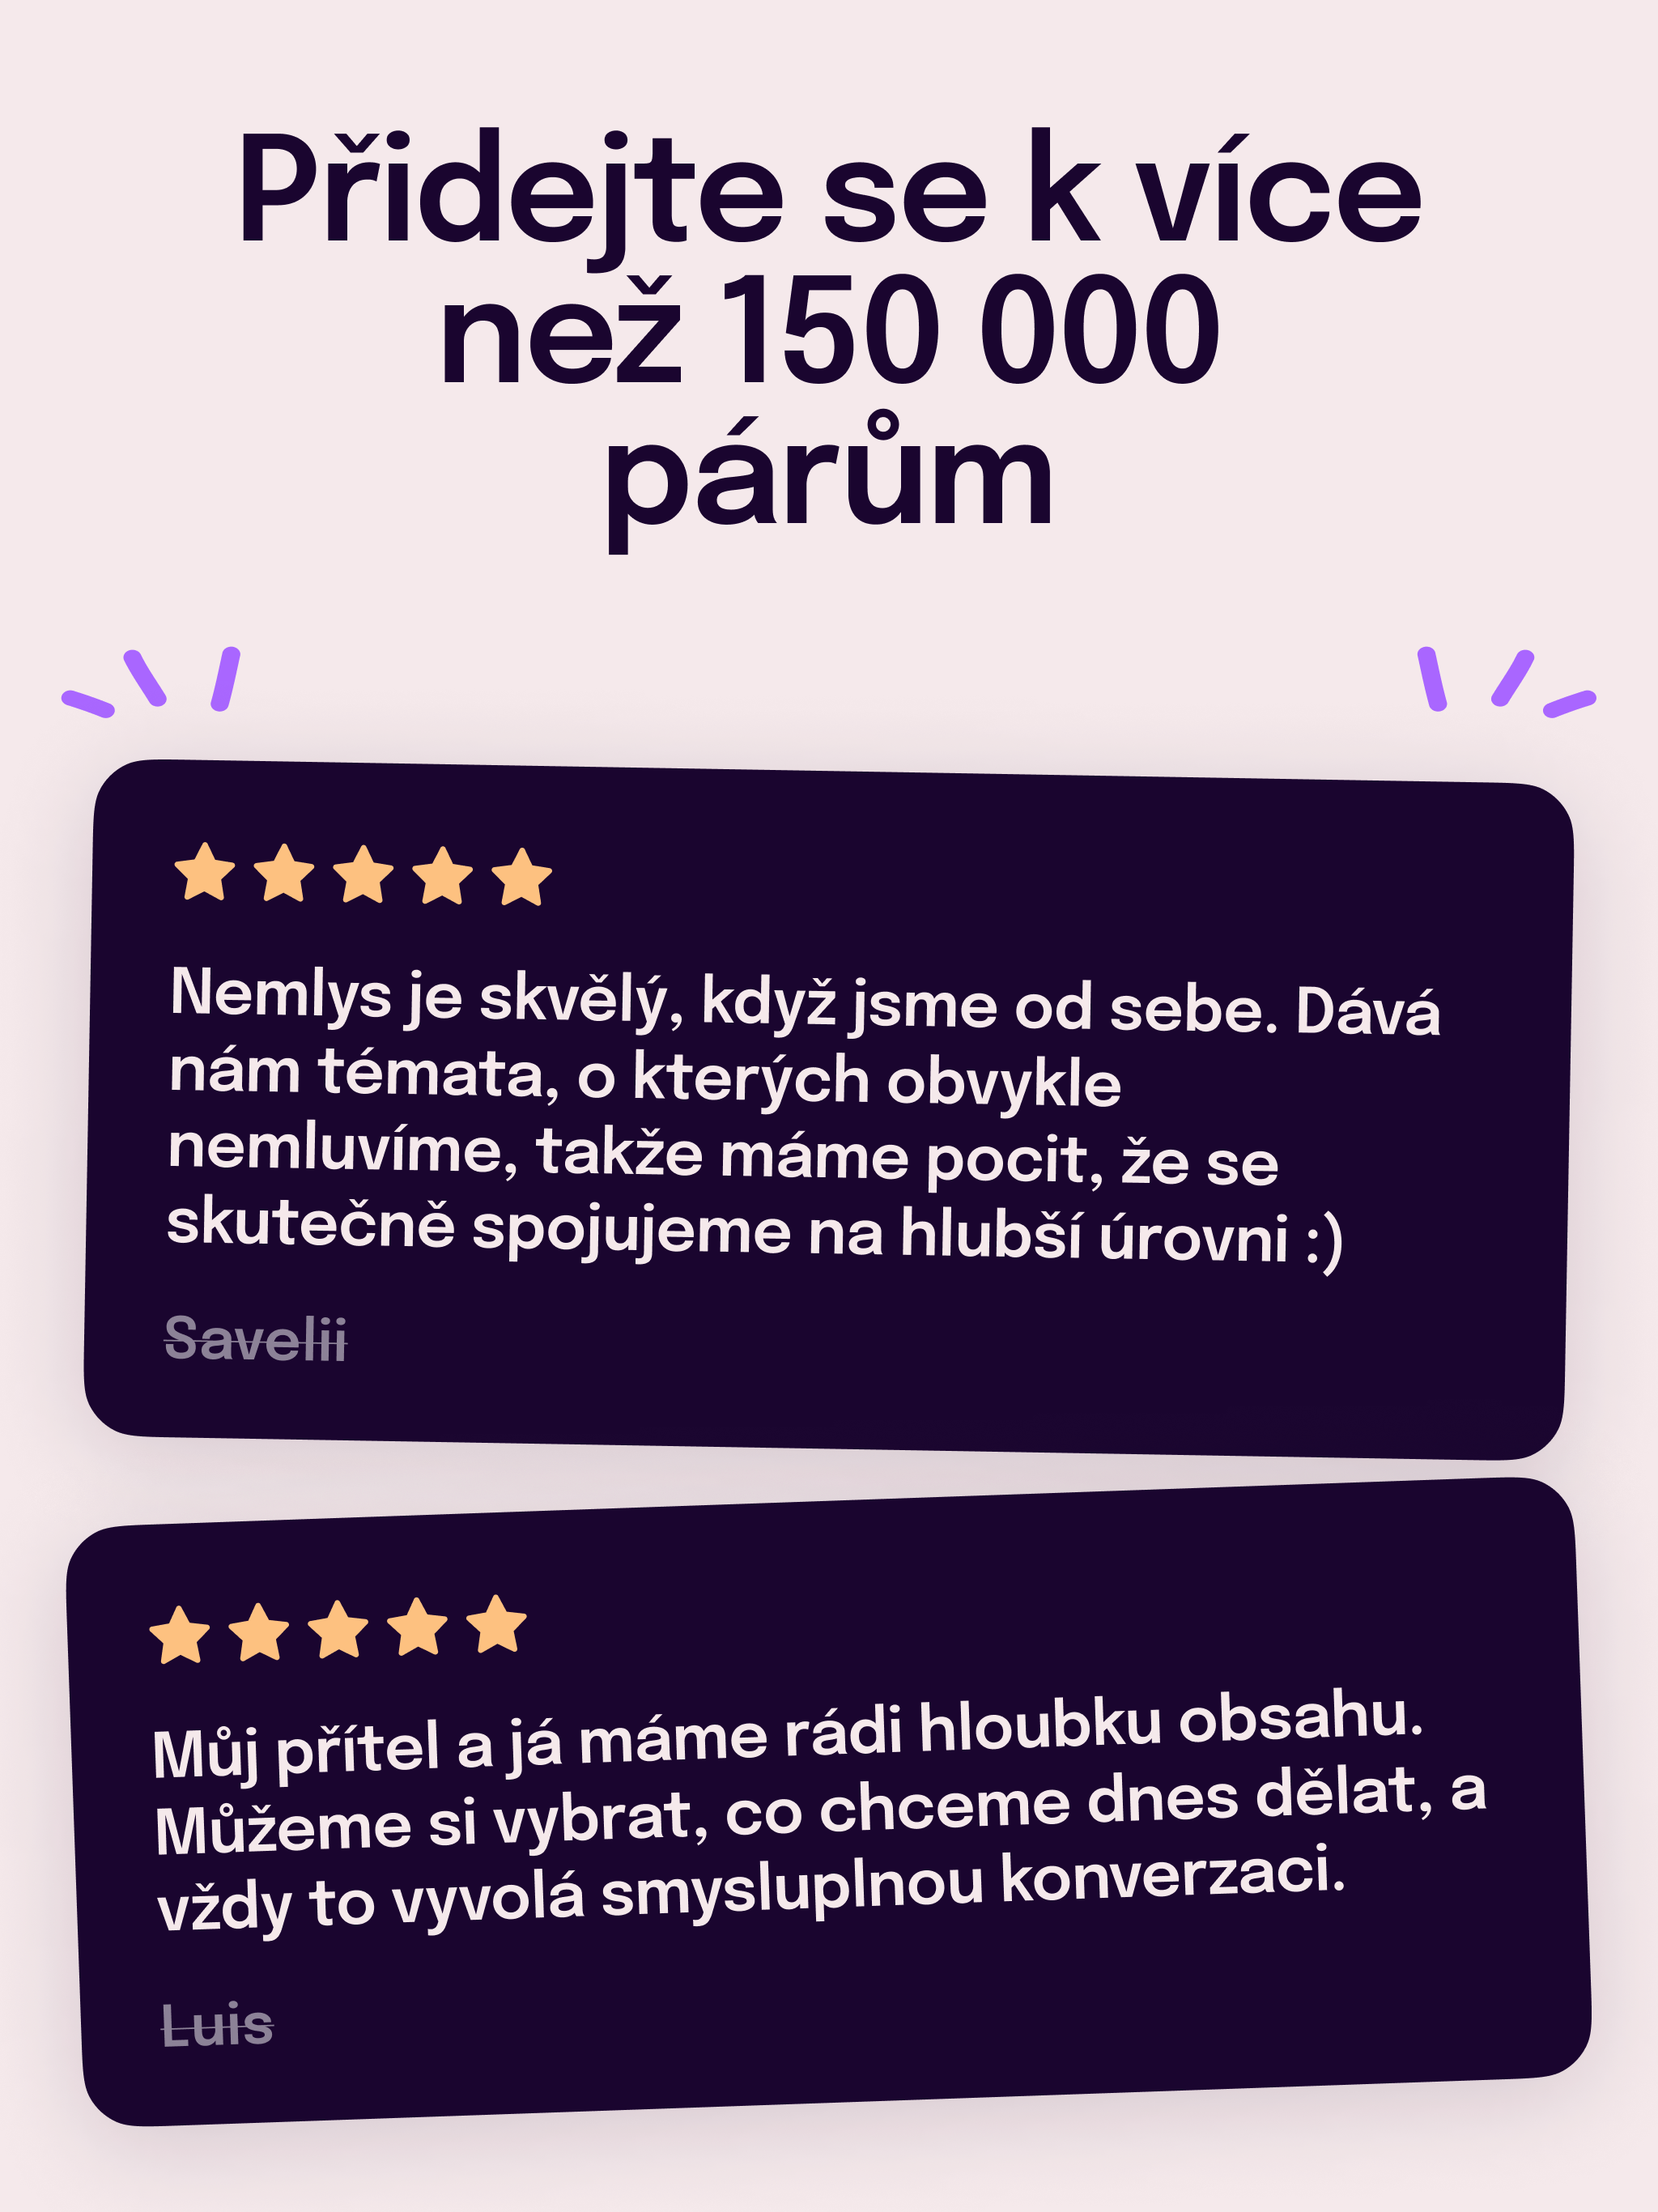 Přidejte se k více
než 150 000
párům
Nemlys je skvělý, když jsme od sebe. Dává
nám témata, o kterých obvykle
nemluvíme, takže máme pocit, že se
skutečně spojujeme na hlubší úrovni :)
Savelii
Můj přítel a já máme rádi hloubku obsahu.
Můžeme si vybrat, co chceme dnes dělat, a
vždy to vyvolá smysluplnou konverzaci.
Luis